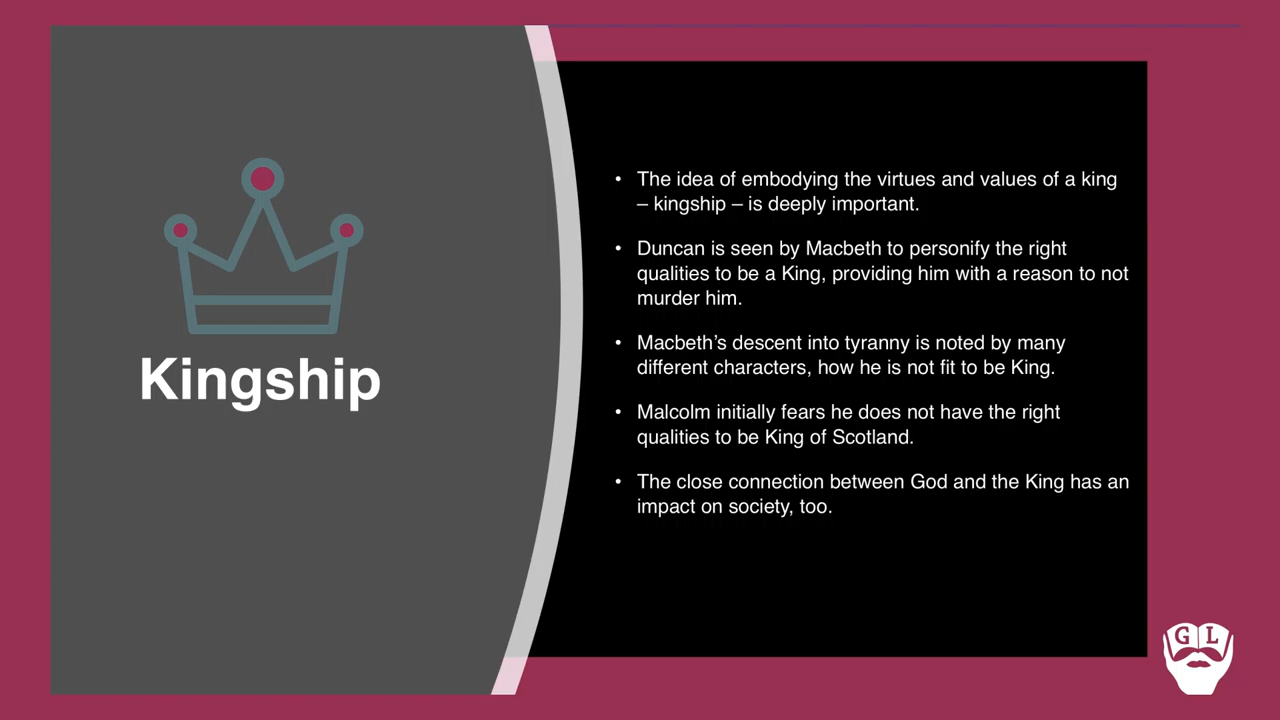 Kingship
• The idea of embodying the virtues and values of a king
– kingship – is deeply important.
• Duncan is seen by Macbeth to personify the right
qualities to be a King, providing him with a reason to not
murder him.
• Macbeth’s descent into tyranny is noted by many
different characters, how he is not fit to be King.
• Malcolm initially fears he does not have the right
qualities to be King of Scotland.
• The close connection between God and the King has an
impact on society, too.
G L